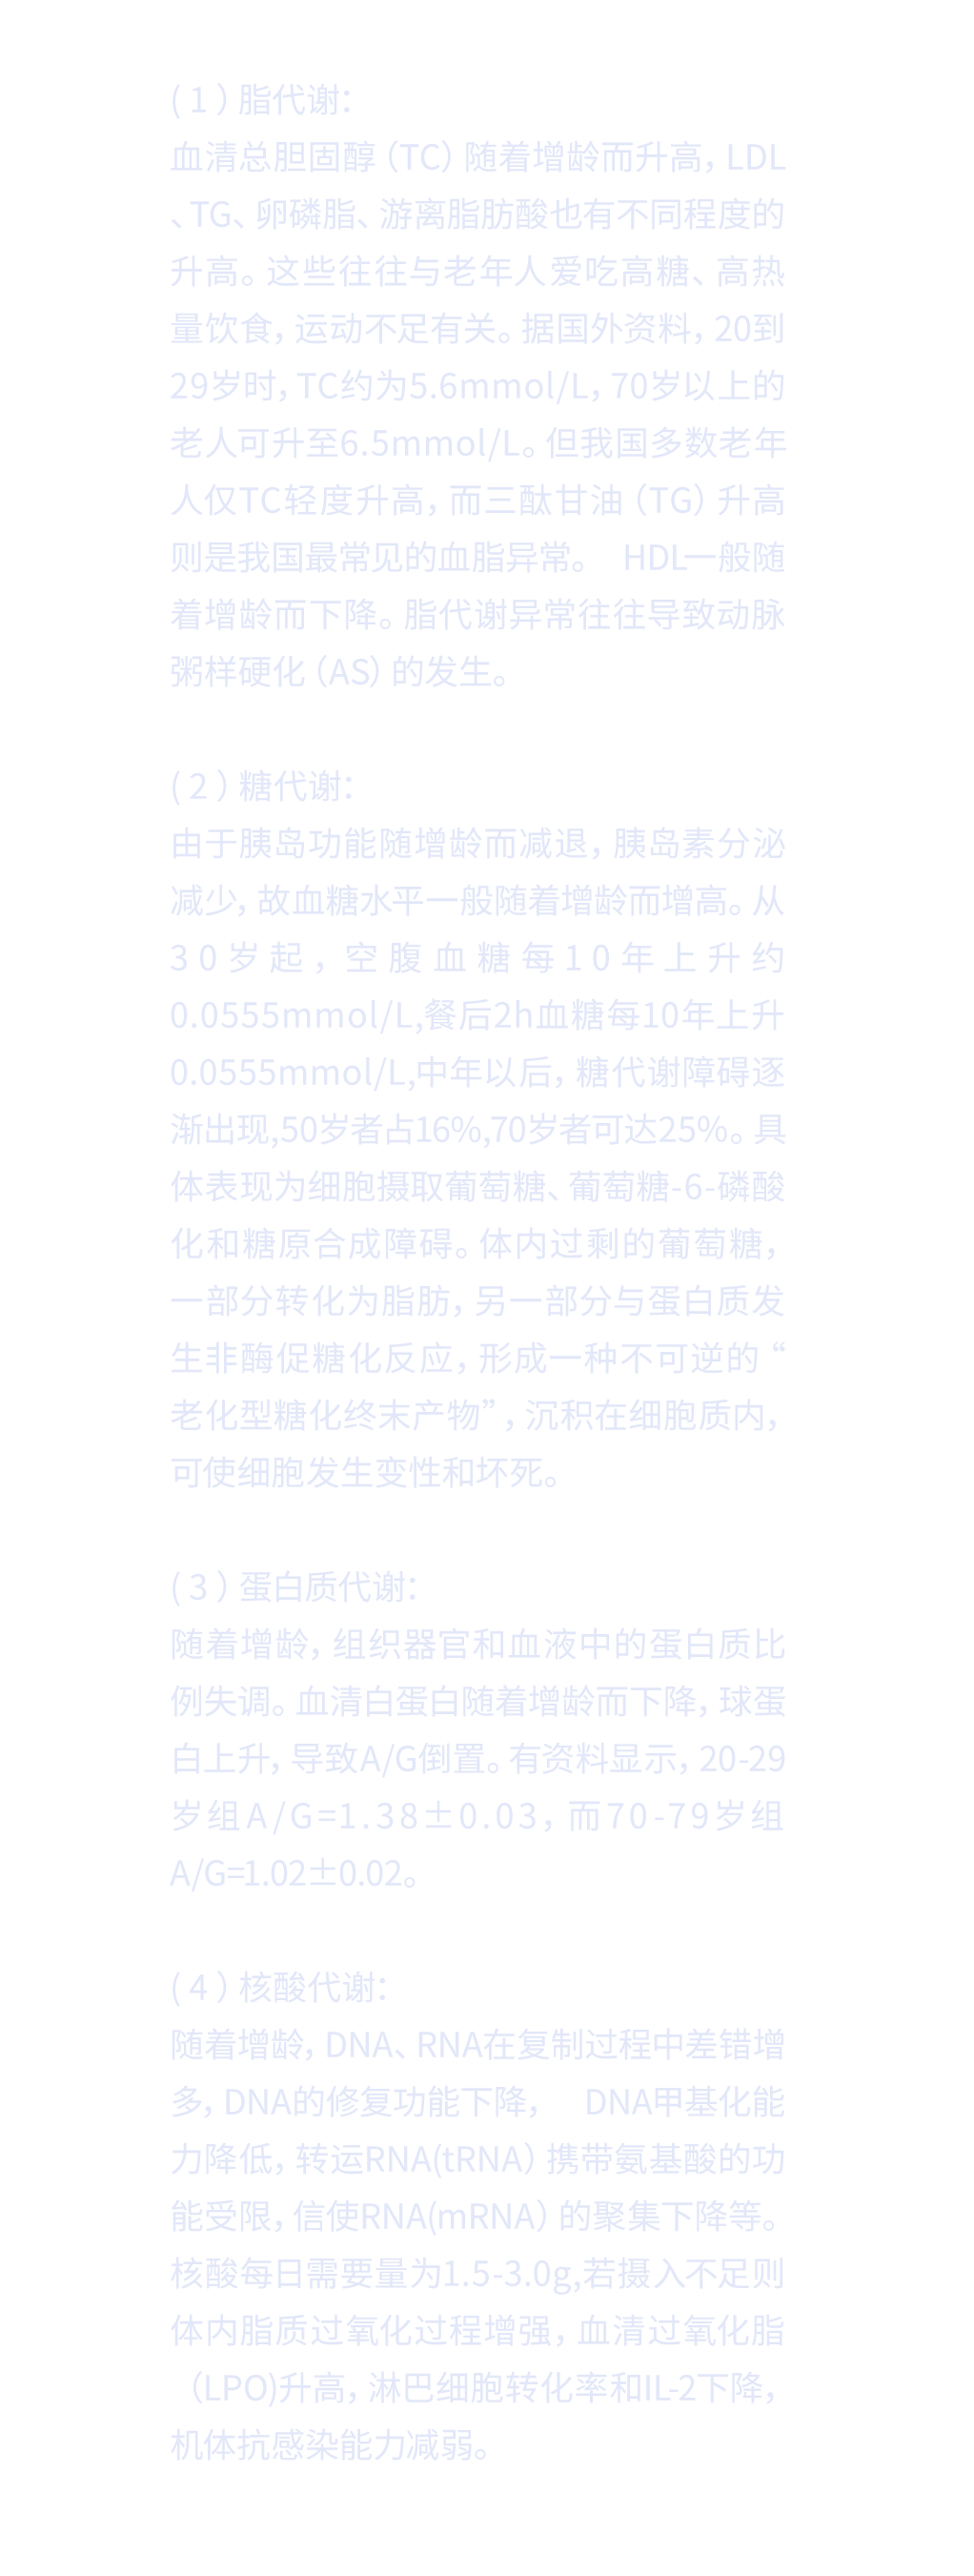 (1)脂代谢：
血清总胆固醇（TC）随着增龄而升高，LDL
、TG、卵磷脂、游离脂肪酸也有不同程度的
升高。这些往往与老年人爱吃高糖、高热
量饮食，运动不足有关。据国外资料，20到
29岁时，TC约为5.6mmol/L，70岁以上的
老人可升至6.5mmol/L。但我国多数老年
人仅TC轻度升高，而三酞甘油（TG）升高
则是我国最常见的血脂异常。 HDL一般随
着增龄而下降。脂代谢异常往往导致动脉
粥样硬化（AS）的发生。
(2)糖代谢：
由于胰岛功能随增龄而减退，胰岛素分泌
减少，故血糖水平一般随着增龄而增高。从
30岁起，空腹血糖每10年上升约
0.0555mmol/L,餐后2h血糖每10年上升
0.0555mmol/L,中年以后，糖代谢障碍逐
渐出现,50岁者占16%,70岁者可达25%。具
体表现为细胞摄取葡萄糖、葡萄糖-6-磷酸
化和糖原合成障碍。体内过剩的葡萄糖，
一部分转化为脂肪，另一部分与蛋白质发
生非酶促糖化反应，形成一种不可逆的“
老化型糖化终末产物”，沉积在细胞质内，
可使细胞发生变性和坏死。
(3)蛋白质代谢：
随着增龄，组织器官和血液中的蛋白质比
例失调。血清白蛋白随着增龄而下降，球蛋
白上升，导致A/G倒置。有资料显示，20-29
岁组A/G=1.38±0.03，而70-79岁组
A/G=1.02±0.02。
(4)核酸代谢：
随着增龄，DNA、RNA在复制过程中差错增
多，DNA的修复功能下降， DNA甲基化能
力降低，转运RNA(tRNA）携带氨基酸的功
能受限，信使RNA(mRNA）的聚集下降等。
核酸每日需要量为1.5-3.0g,若摄入不足则
体内脂质过氧化过程增强，血清过氧化脂
（LPO)升高，淋巴细胞转化率和IL-2下降，
机体抗感染能力减弱。